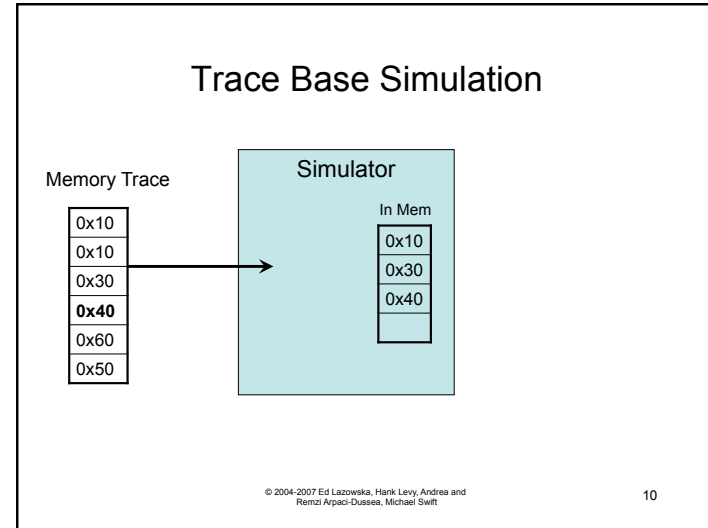 Trace Base Simulation
Memory Trace
0x10
0x10
0x30
0x40
0x60
0x50
Simulator
In Mem
0x10
0x30
0x40
© 2004-2007 Ed Lazowska, Hank Levy, Andrea and
Remzi Arpaci-Dussea, Michael Swift
10